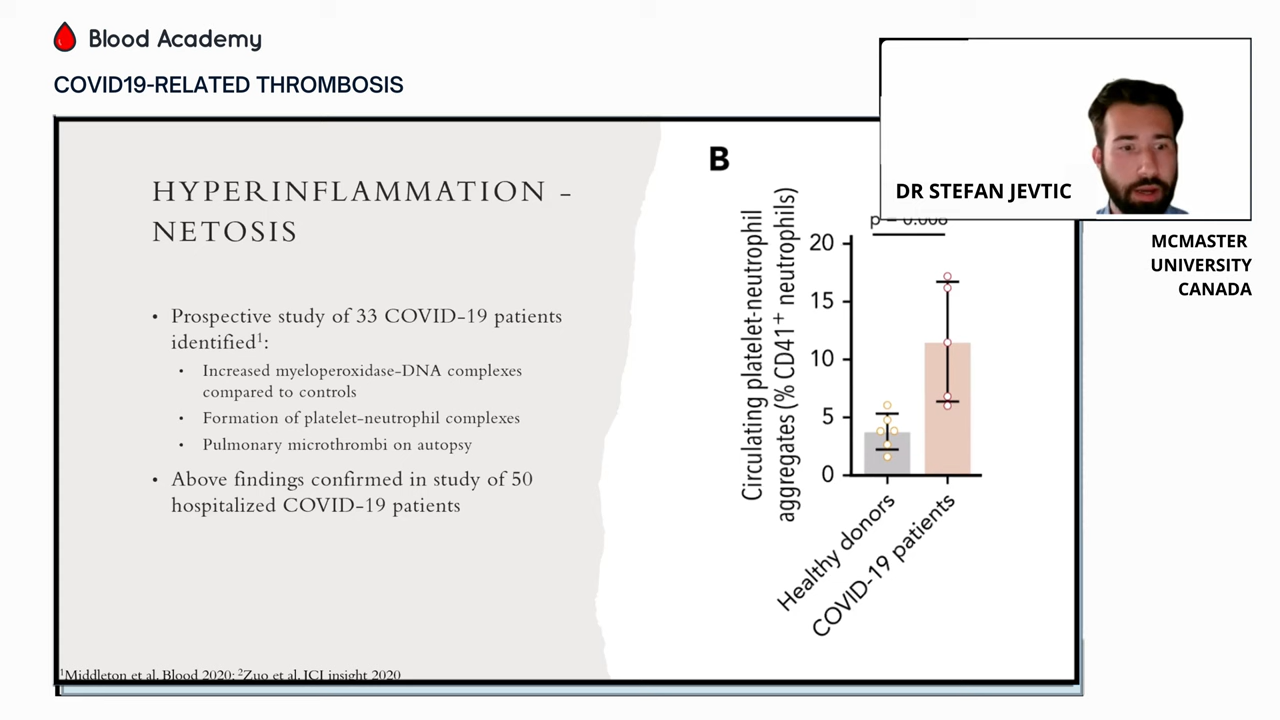 Blood Academy
COVID19-RELATED THROMBOSIS
HYPERINFLAMMATION -
NETOSIS
• Prospective study of 33 COVID-19 patients
identified¹:
• Increased myeloperoxidase-DNA complexes
compared to controls
• Formation of platelet-neutrophil complexes
• Pulmonary microthrombi on autopsy
• Above findings confirmed in study of 50
hospitalized COVID-19 patients
¹Middleton et al. Blood 2020; ²Zuo et al. JCI insight 2020
B
Circulating platelet-neutrophil
aggregates (% CD41⁺ neutrophils)
p = 0.008
20
15
10
5
0
Healthy donors
COVID-19 patients
DR STEFAN JEVTIC
MCMASTER
UNIVERSITY
CANADA